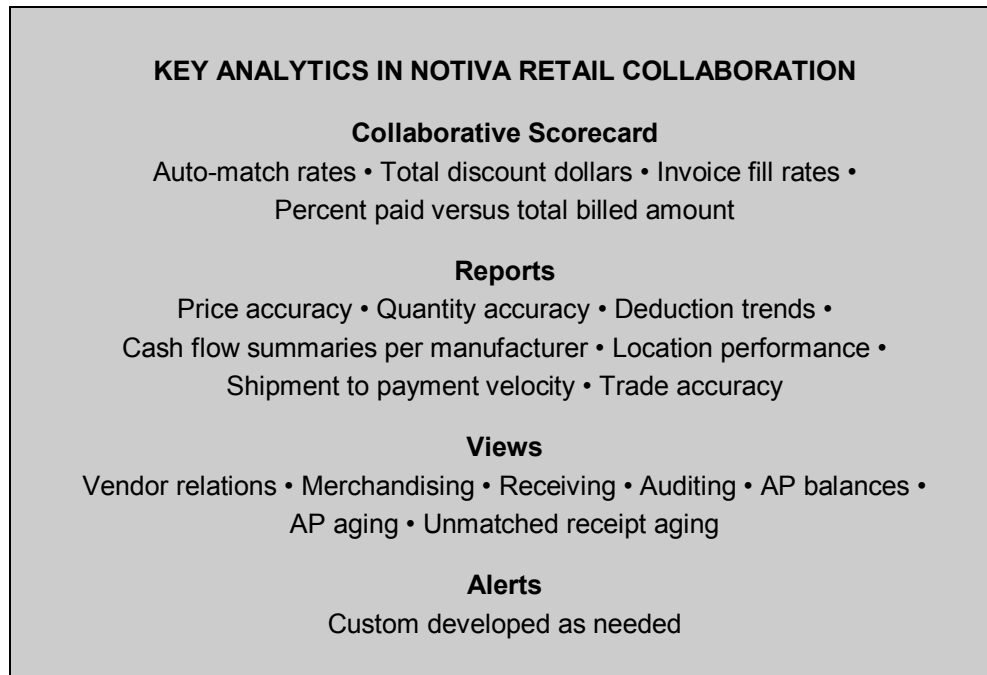 KEY ANALYTICS IN NOTIVA RETAIL COLLABORATION
Collaborative Scorecard
Auto-match rates • Total discount dollars • Invoice fill rates •
Percent paid versus total billed amount
Reports
Price accuracy • Quantity accuracy • Deduction trends •
Cash flow summaries per manufacturer • Location performance •
Shipment to payment velocity • Trade accuracy
Views
Vendor relations • Merchandising • Receiving • Auditing • AP balances •
AP aging • Unmatched receipt aging
Alerts
Custom developed as needed